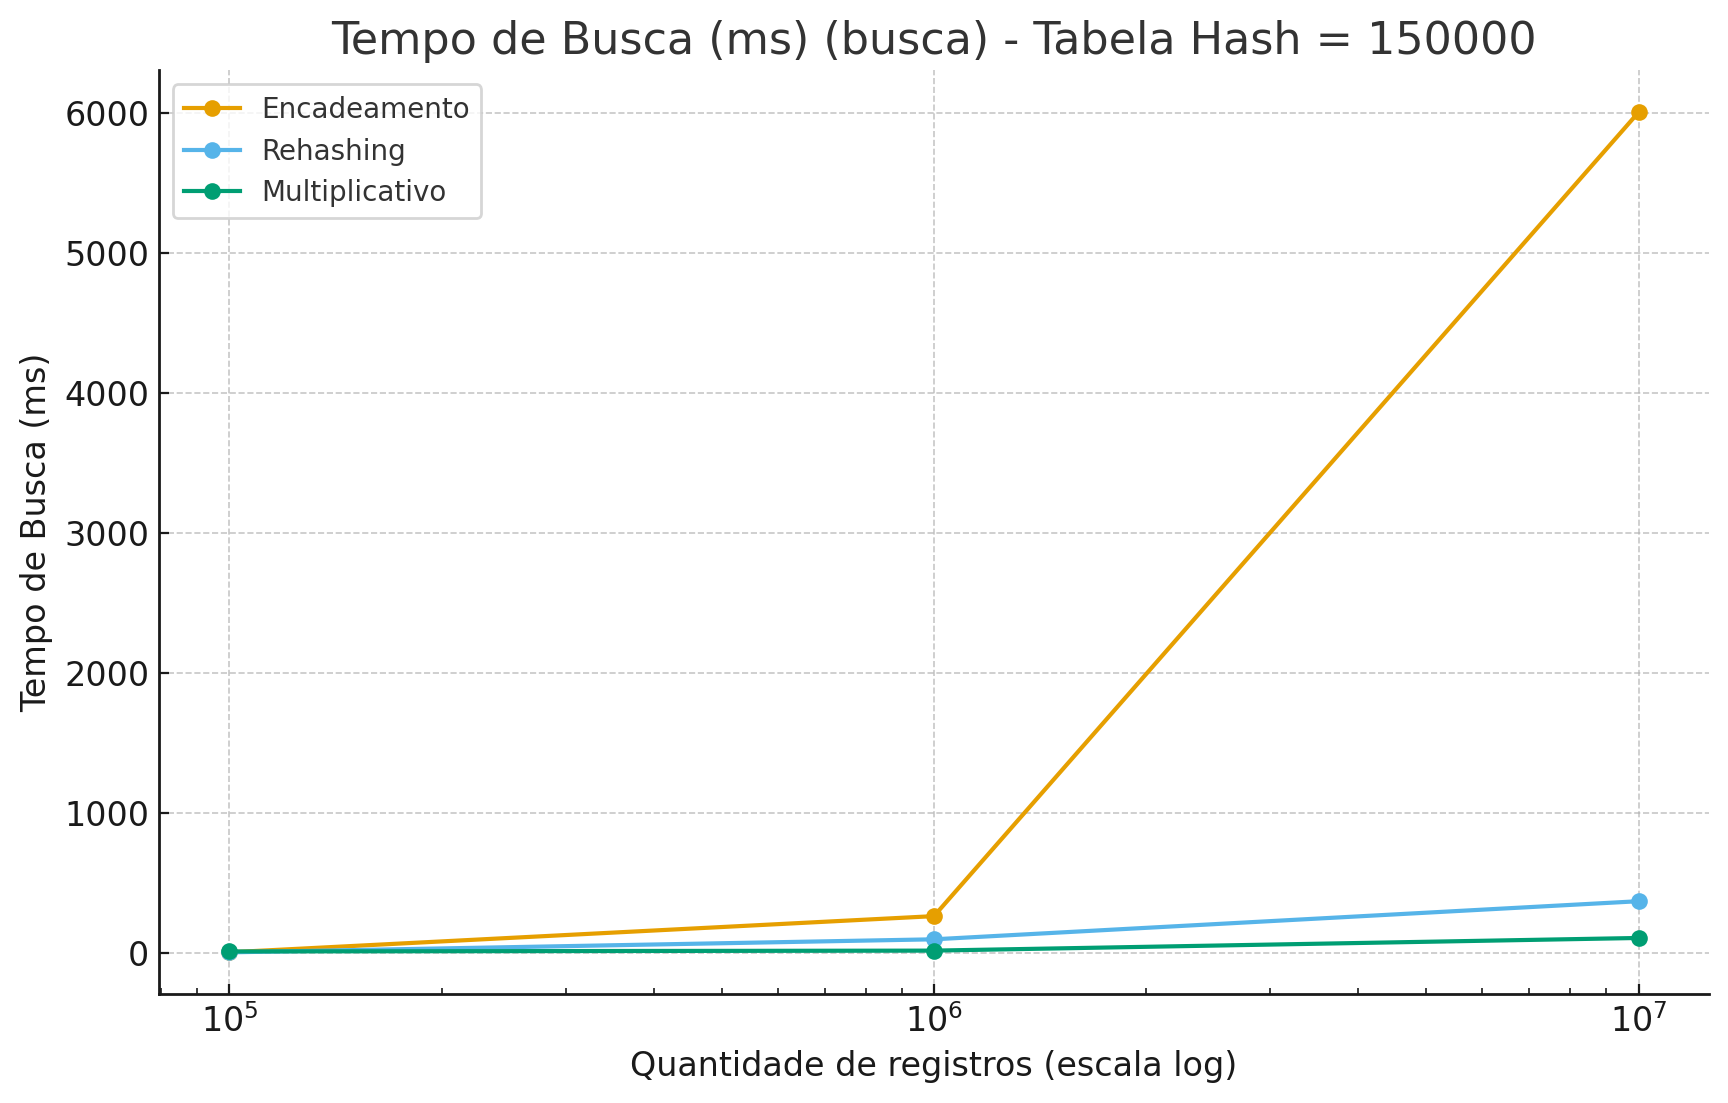 Tempo de Busca (ms) (busca) - Tabela Hash = 150000
Encadeamento
Rehashing
Multiplicativo
6000
5000
4000
3000
2000
1000
0
Tempo de Busca (ms)
10⁵
10⁶
10⁷
Quantidade de registros (escala log)